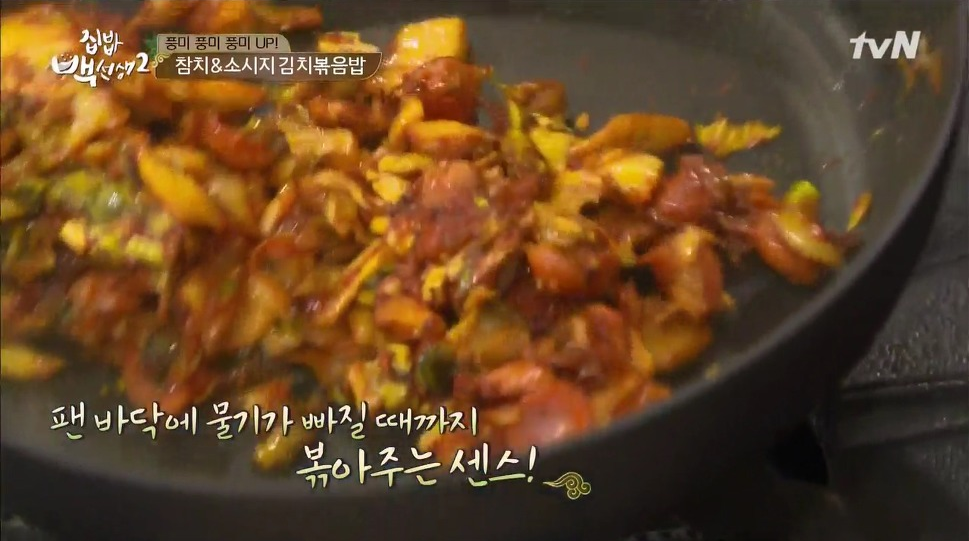 집밥
백선생2
풍미 풍미 풍미 UP!
참치&소시지 김치볶음밥
tvN
팬 바닥에 물기가 빠질 때까지
볶아주는 센스!